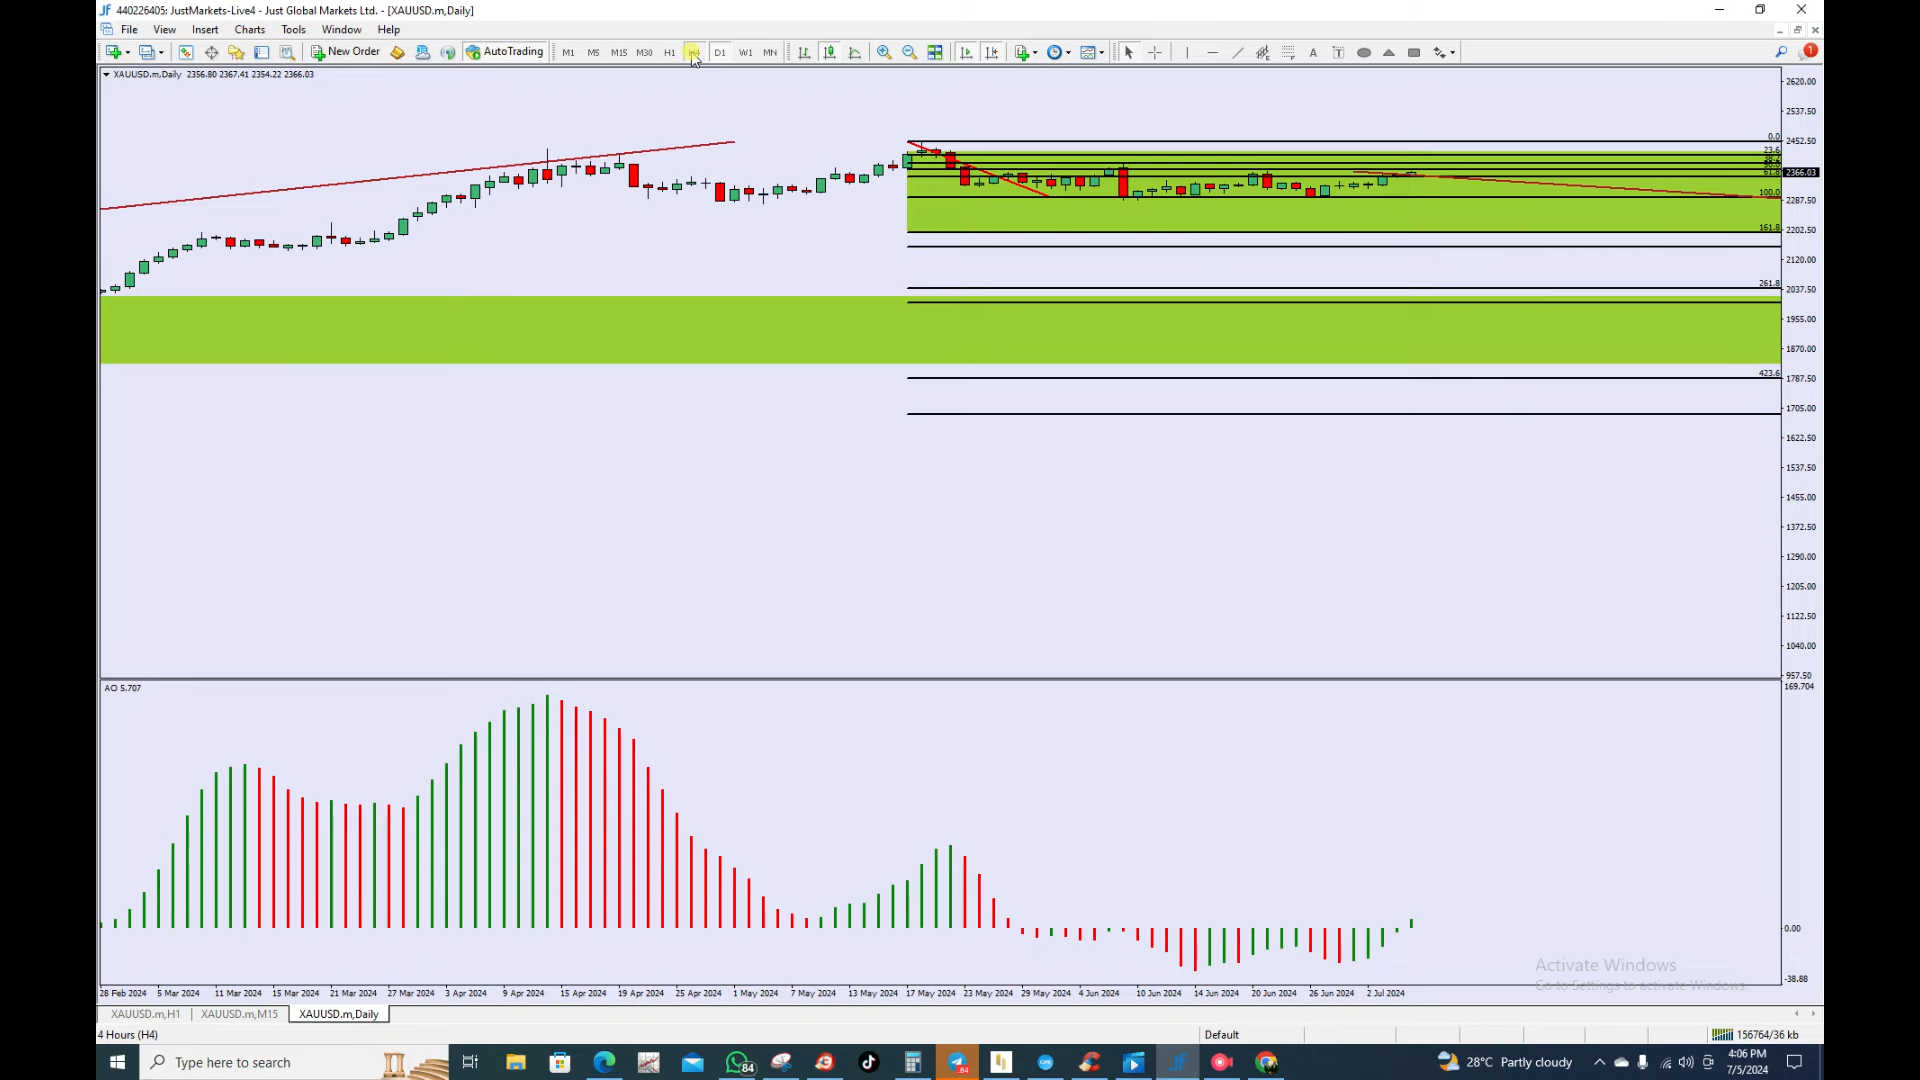 440226405: JustMarkets-Live4 - Just Global Markets Ltd. - [XAUUSD.m,Daily]
File View Insert Charts Tools Window Help
New Order AutoTrading M1 M5 M15 M30 H1 H4 D1 W1 MN A T 1
XAUUSD.m,Daily 2356.80 2367.41 2354.22 2366.03
2620.00
2537.50
0.0
2452.50
23.6
2366.03
100.0
2287.50
161.8
2202.50
2120.00
261.8
2037.50
1955.00
1870.00
423.6
1787.50
1705.00
1622.50
1537.50
1455.00
1372.50
1290.00
1205.00
1122.50
1040.00
957.50
AO 5.707
169.704
0.00
-38.88
Activate Windows
Go to Settings to activate Windows.
28 Feb 2024 5 Mar 2024 11 Mar 2024 15 Mar 2024 21 Mar 2024 27 Mar 2024 3 Apr 2024 9 Apr 2024 15 Apr 2024 19 Apr 2024 25 Apr 2024 1 May 2024 7 May 2024 13 May 2024 17 May 2024 23 May 2024 29 May 2024 4 Jun 2024 10 Jun 2024 14 Jun 2024 20 Jun 2024 26 Jun 2024 2 Jul 2024
XAUUSD.m,H1 XAUUSD.m,M15 XAUUSD.m,Daily
4 Hours (H4) Default 156764/36 kb
Type here to search 84 84 28°C Partly cloudy 4:06 PM
7/5/2024